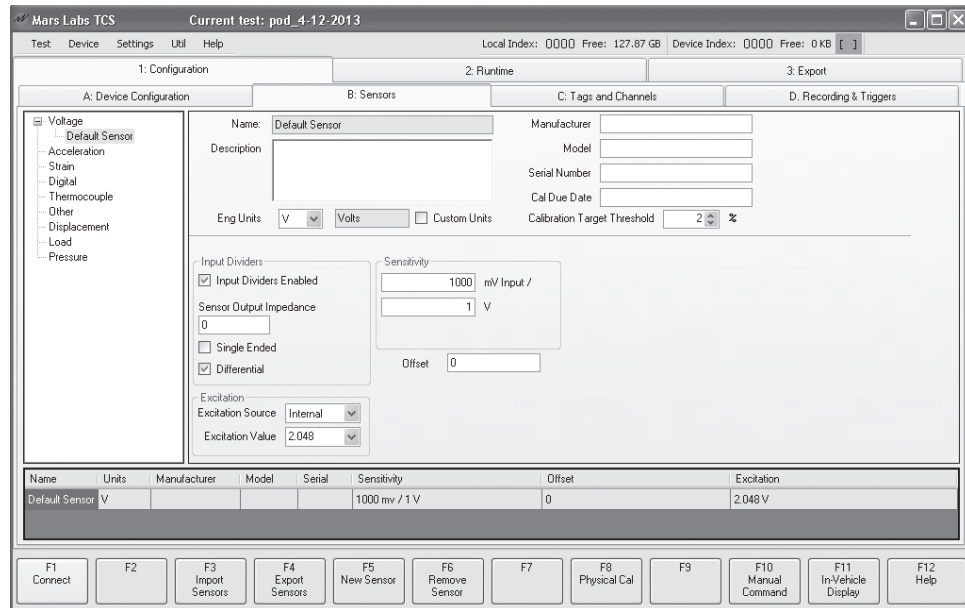 Mars Labs TCS Current test: pod_4-12-2013
Test Device Settings Util Help Local Index: 0000 Free: 127.87 GB Device Index: 0000 Free: 0 KB [ ]
1: Configuration 2: Runtime 3: Export
A: Device Configuration B: Sensors C: Tags and Channels D. Recording & Triggers
Voltage
Default Sensor
Acceleration
Strain
Digital
Thermocouple
Other
Displacement
Load
Pressure
Name: Default Sensor
Description
Eng Units V Volts Custom Units
Manufacturer
Model
Serial Number
Cal Due Date
Calibration Target Threshold 2 %
Input Dividers
Input Dividers Enabled
Sensor Output Impedance
0
Single Ended
Differential
Sensitivity
1000 mV Input /
1 V
Offset 0
Excitation
Excitation Source Internal
Excitation Value 2.048
Name Units Manufacturer Model Serial Sensitivity Offset Excitation
Default Sensor V 1000 mv / 1 V 0 2.048 V
F1
Connect
F2
F3
Import
Sensors
F4
Export
Sensors
F5
New Sensor
F6
Remove
Sensor
F7
F8
Physical Cal
F9
F10
Manual
Command
F11
In-Vehicle
Display
F12
Help